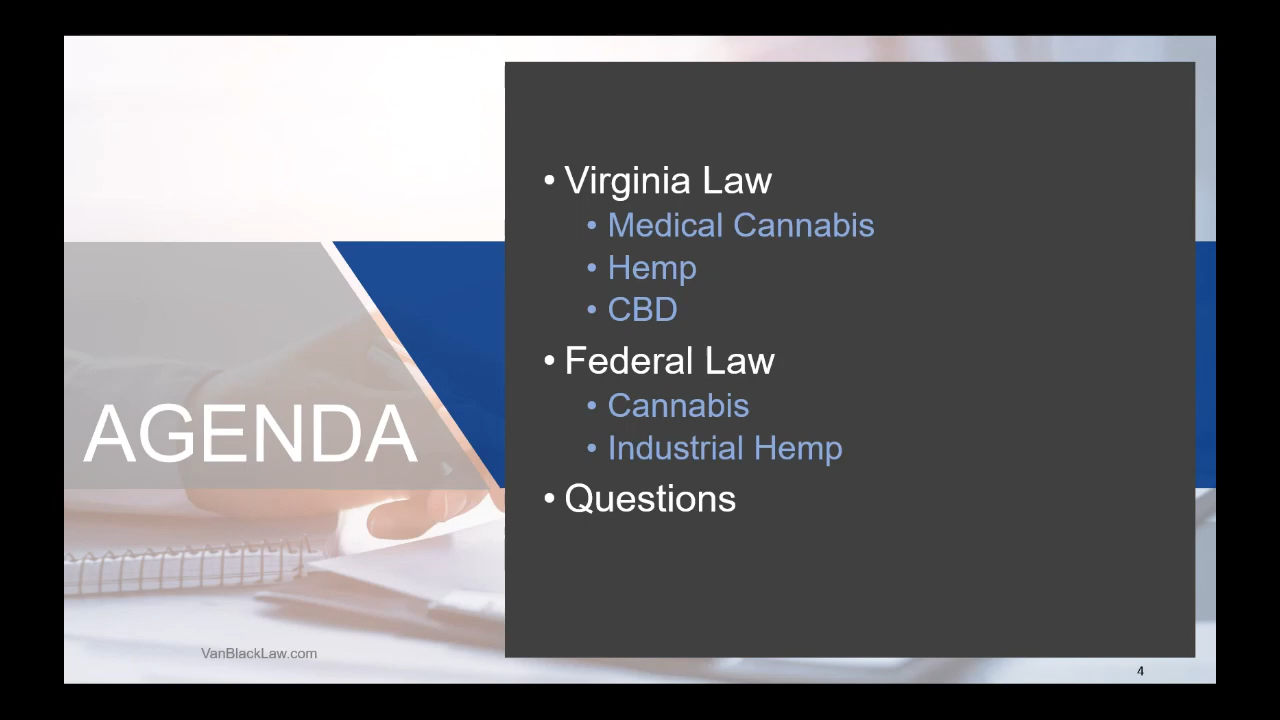 AGENDA
• Virginia Law
• Medical Cannabis
• Hemp
• CBD
• Federal Law
• Cannabis
• Industrial Hemp
• Questions
VanBlackLaw.com
4